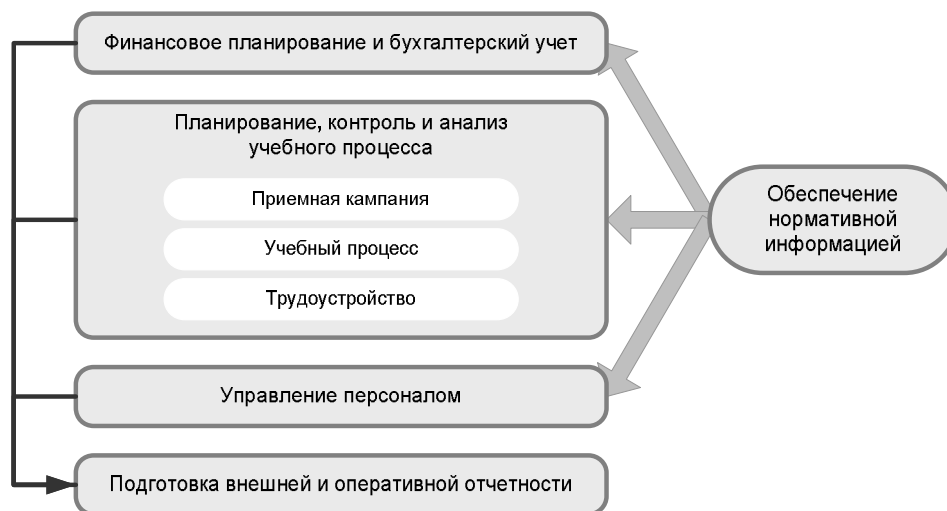 Финансовое планирование и бухгалтерский учет
Планирование, контроль и анализ
учебного процесса
Приемная кампания
Учебный процесс
Трудоустройство
Управление персоналом
Подготовка внешней и оперативной отчетности
Обеспечение
нормативной
информацией